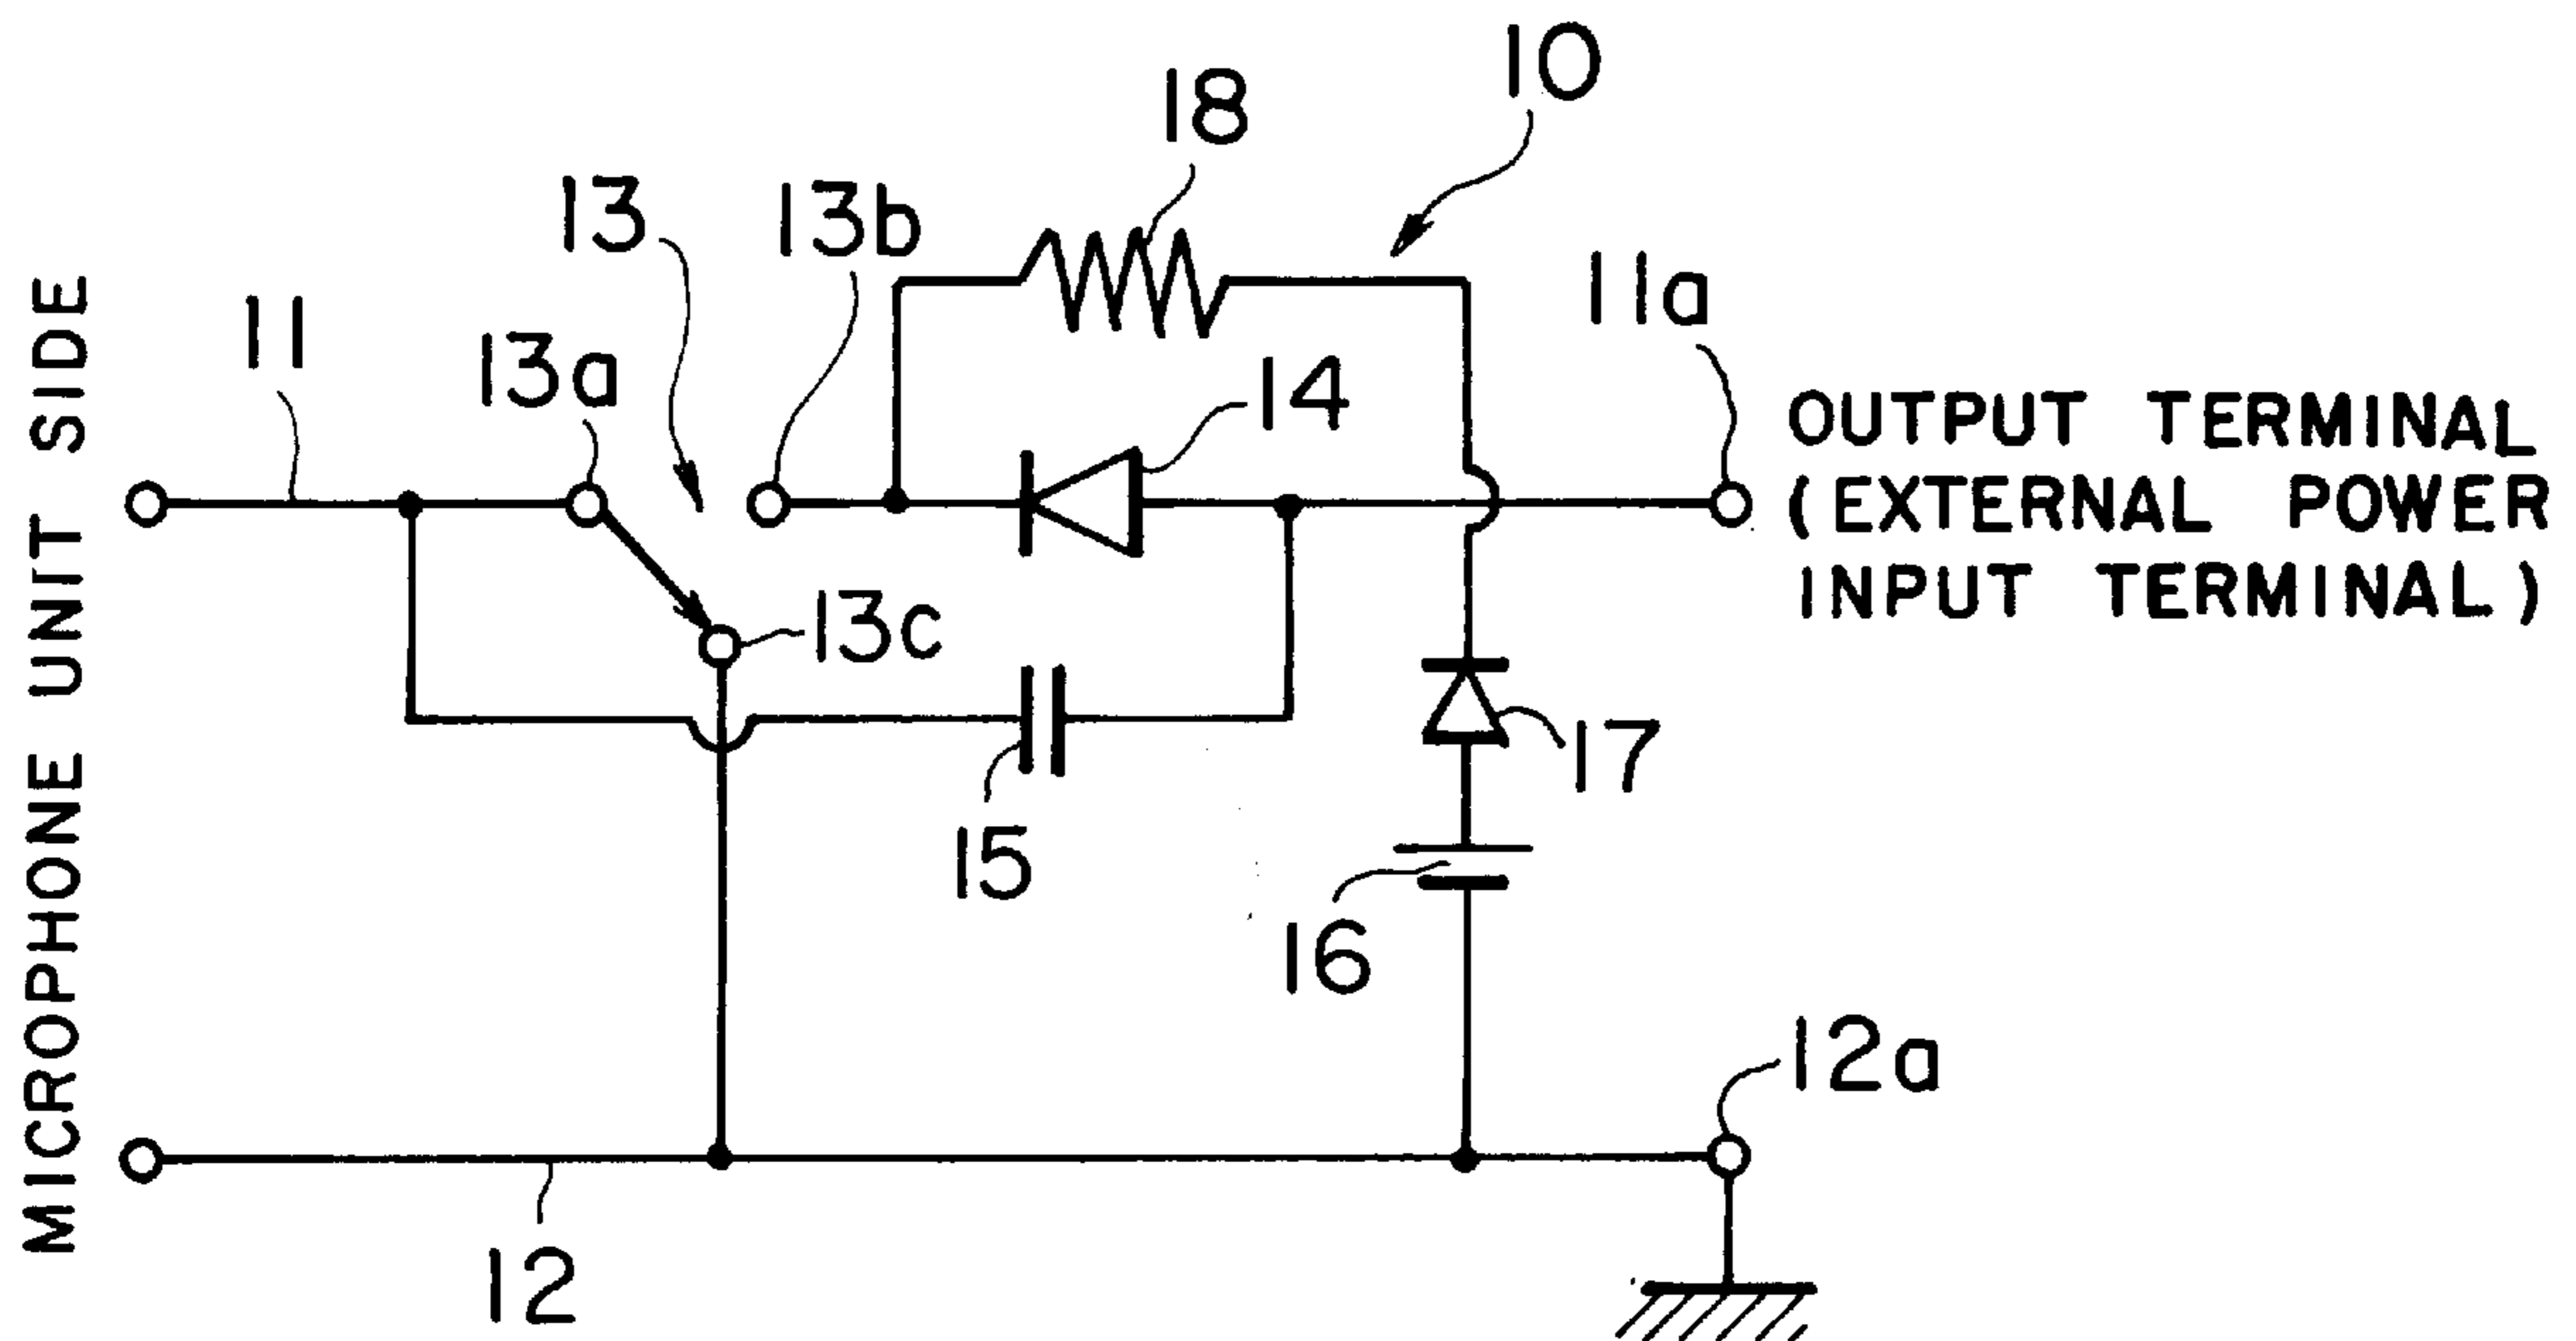 10
18
13
13b
11a
11
13a
14
OUTPUT TERMINAL
(EXTERNAL POWER
INPUT TERMINAL)
13c
17
15
16
12a
12
MICROPHONE UNIT SIDE